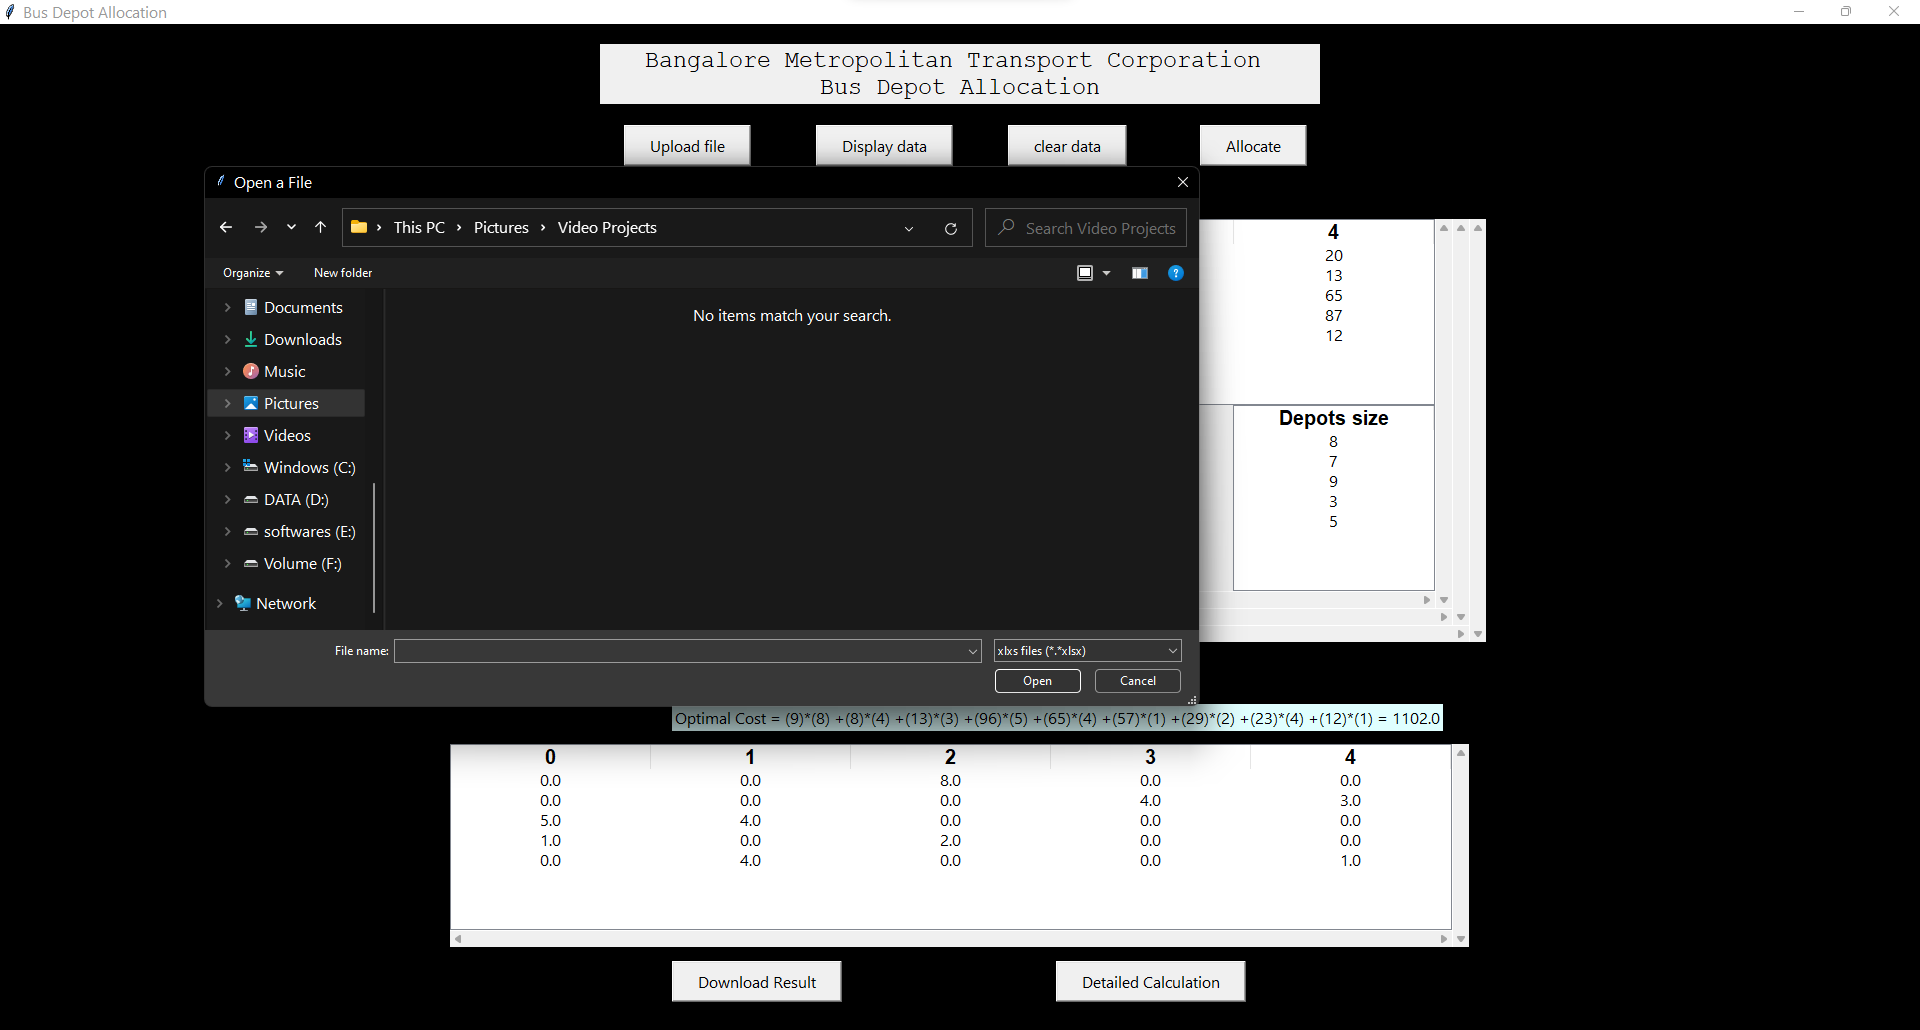 Bus Depot Allocation
Bangalore Metropolitan Transport Corporation
Bus Depot Allocation
Upload file
Display data
clear data
Allocate
Open a File
This PC > Pictures > Video Projects
Search Video Projects
Organize
New folder
Documents
Downloads
Music
Pictures
Videos
Windows (C:)
DATA (D:)
softwares (E:)
Volume (F:)
Network
No items match your search.
File name:
xlxs files (*.*xlsx)
Open
Cancel
4
20
13
65
87
12
Depots size
8
7
9
3
5
Optimal Cost = (9)*(8) +(8)*(4) +(13)*(3) +(96)*(5) +(65)*(4) +(57)*(1) +(29)*(2) +(23)*(4) +(12)*(1) = 1102.0
0 1 2 3 4
0.0 0.0 8.0 0.0 0.0
0.0 0.0 0.0 4.0 3.0
5.0 4.0 0.0 0.0 0.0
1.0 0.0 2.0 0.0 0.0
0.0 4.0 0.0 0.0 1.0
Download Result
Detailed Calculation